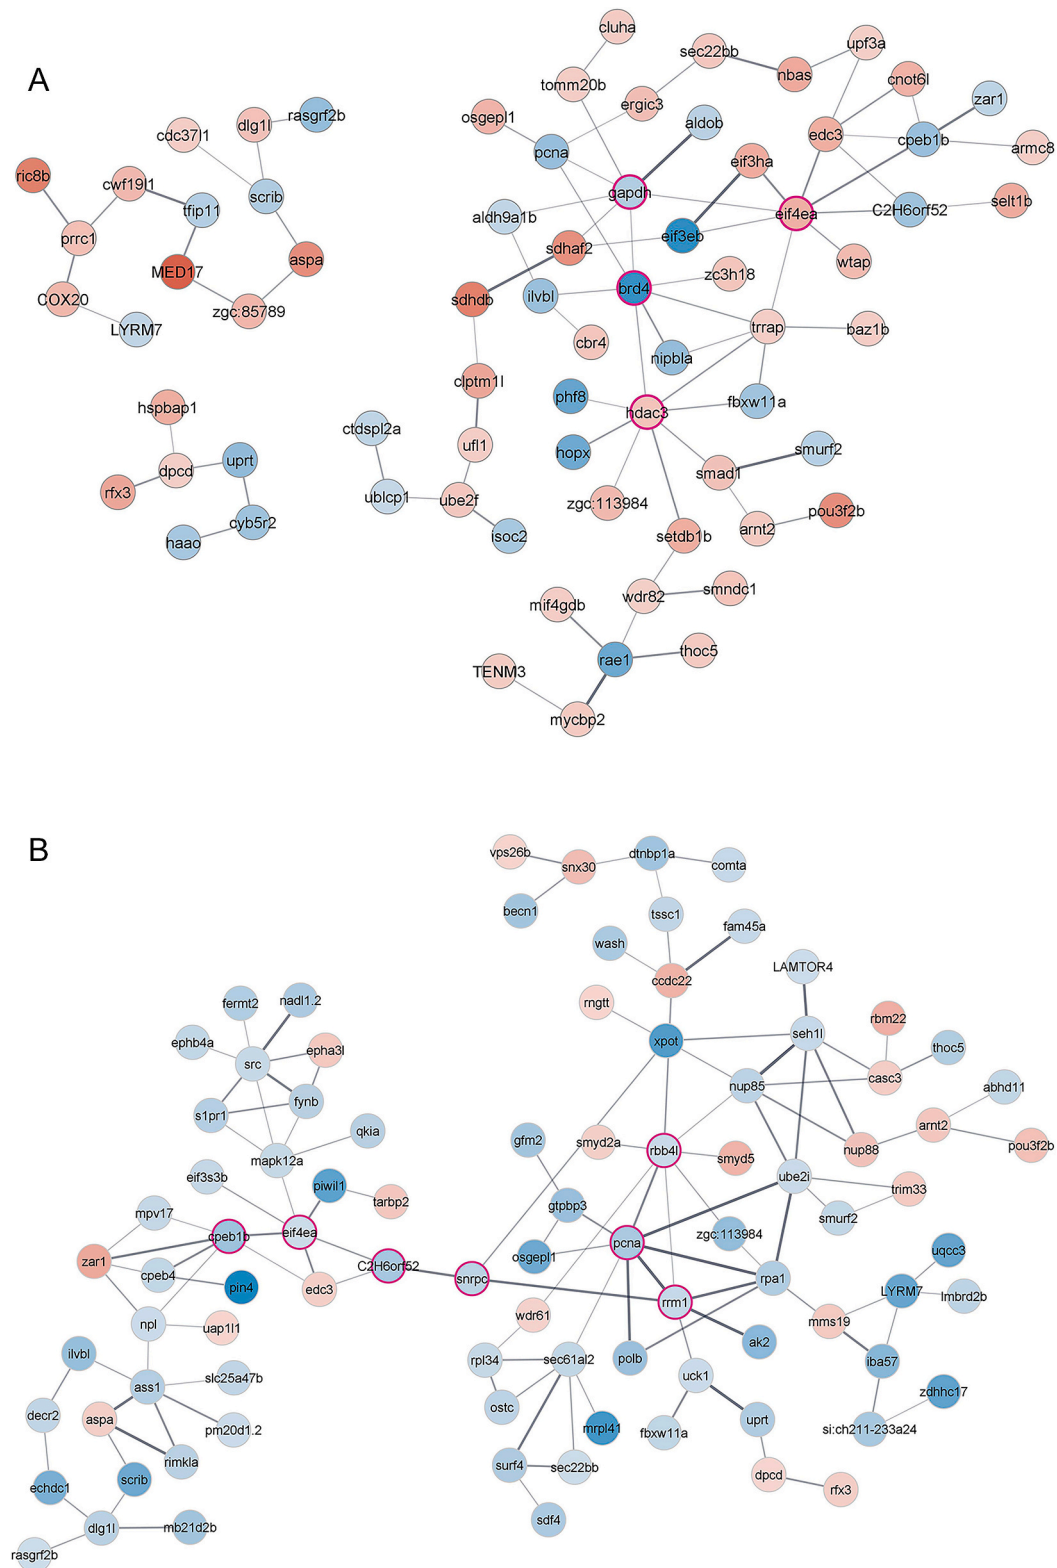 A
cluha
upf3a
sec22bb
nbas
cnot6l
tomm20b
zar1
ergic3
rasgrf2b
dlg1l
osgepl1
aldob
cdc37l1
edc3
cpeb1b
armc8
pcna
eif3ha
ric8b
cwf19l1
gapdh
scrib
selt1b
tfip11
aldh9a1b
eif4ea
C2H6orf52
prrc1
eif3eb
sdhaf2
aspa
wtap
MED17
zc3h18
brd4
sdhdb
ilvbl
COX20
zgc:85789
LYRM7
trrap
baz1b
cbr4
nipbla
clptm1l
phf8
fbxw11a
hspbap1
hdac3
ctdspl2a
ufl1
smurf2
hopx
uprt
dpcd
smad1
rfx3
ublcp1
ube2f
zgc:113984
pou3f2b
cyb5r2
arnt2
isoc2
setdb1b
haao
smndc1
wdr82
mif4gdb
thoc5
rae1
TENM3
mycbp2
B
vps26b
dtnbp1a
snx30
comta
becn1
tssc1
fam45a
wash
LAMTOR4
ccdc22
fermt2
nadl1.2
rngtt
rbm22
seh1l
xpot
ephb4a
thoc5
epha3l
src
casc3
nup85
abhd11
fynb
s1pr1
arnt2
qkia
gfm2
smyd2a
pou3f2b
rbb4l
nup88
smyd5
mapk12a
eif3s3b
ube2i
piwil1
trim33
tarbp2
gtpbp3
mpv17
smurf2
eif4ea
zgc:113984
cpeb1b
pcna
uqcc3
osgepl1
zar1
C2H6orf52
cpeb4
snrpc
rpa1
pin4
edc3
LYRM7
lmbrd2b
rrm1
wdr61
mms19
npl
uap1l1
ak2
ilvbl
rpl34
sec61al2
polb
iba57
slc25a47b
uck1
ass1
zdhhc17
ostc
decr2
aspa
mrpl41
uprt
pm20d1.2
fbxw11a
si:ch211-233a24
rimkla
surf4
sec22bb
scrib
dpcd
echdc1
rfx3
sdf4
dlg1l
mb21d2b
rasgrf2b